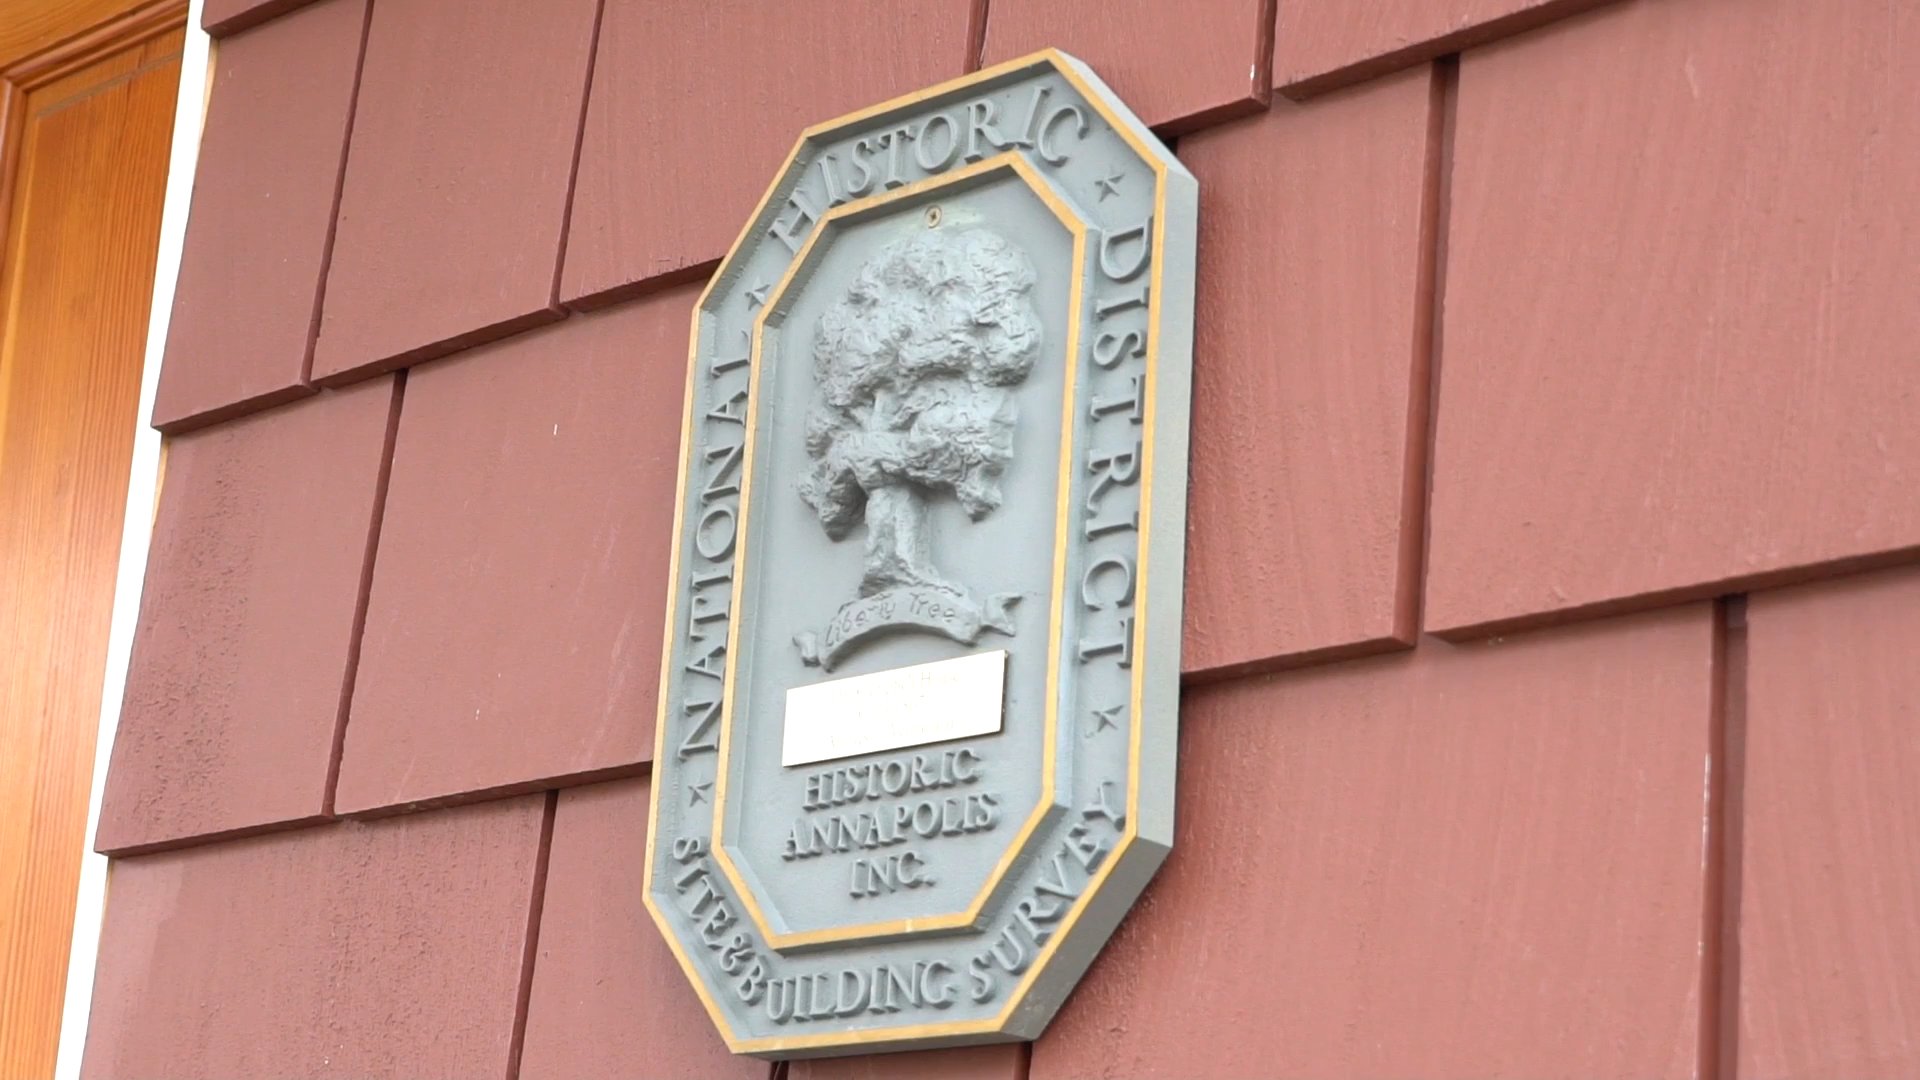 NATIONAL HISTORIC DISTRICT
SITE & BUILDING SURVEY
Liberty Tree
HISTORIC
ANNAPOLIS
INC.